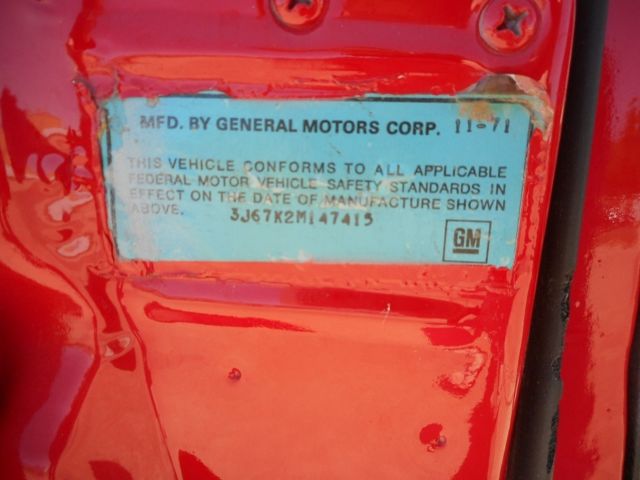 MFD. BY GENERAL MOTORS CORP. 11-71
THIS VEHICLE CONFORMS TO ALL APPLICABLE
FEDERAL MOTOR VEHICLE SAFETY STANDARDS IN
EFFECT ON THE DATE OF MANUFACTURE SHOWN
ABOVE. 3J67K2M147415
GM